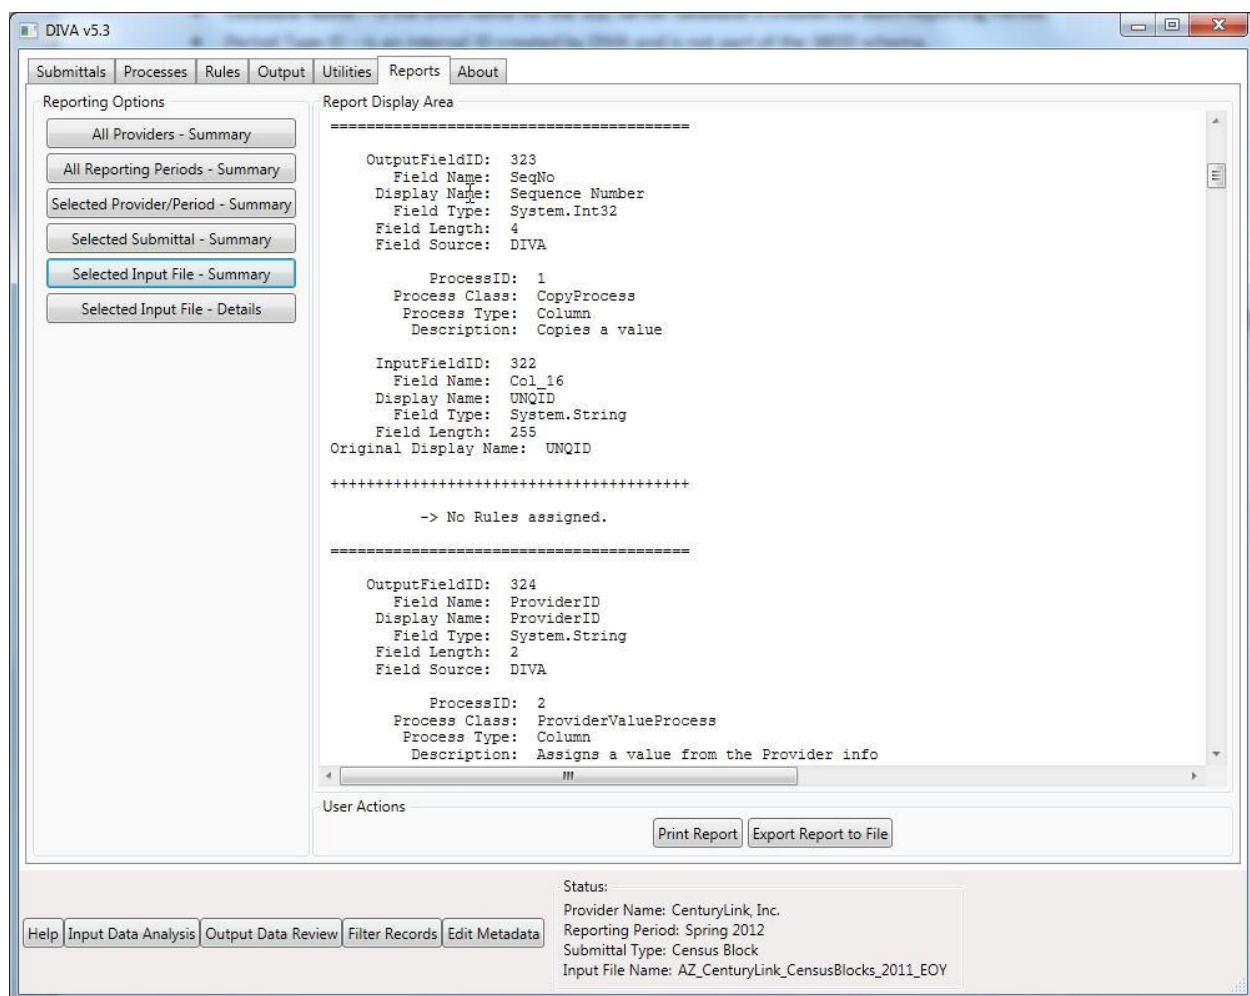 DIVA v5.3
Submittals Processes Rules Output Utilities Reports About
Reporting Options
All Providers - Summary
All Reporting Periods - Summary
Selected Provider/Period - Summary
Selected Submittal - Summary
Selected Input File - Summary
Selected Input File - Details
Report Display Area
========================================
OutputFieldID: 323
Field Name: SeqNo
Display Name: Sequence Number
Field Type: System.Int32
Field Length: 4
Field Source: DIVA
ProcessID: 1
Process Class: CopyProcess
Process Type: Column
Description: Copies a value
InputFieldID: 322
Field Name: Col_16
Display Name: UNQID
Field Type: System.String
Field Length: 255
Original Display Name: UNQID
++++++++++++++++++++++++++++++++++++++++
-> No Rules assigned.
========================================
OutputFieldID: 324
Field Name: ProviderID
Display Name: ProviderID
Field Type: System.String
Field Length: 2
Field Source: DIVA
ProcessID: 2
Process Class: ProviderValueProcess
Process Type: Column
Description: Assigns a value from the Provider info
User Actions
Print Report Export Report to File
Help Input Data Analysis Output Data Review Filter Records Edit Metadata
Status:
Provider Name: CenturyLink, Inc.
Reporting Period: Spring 2012
Submittal Type: Census Block
Input File Name: AZ_CenturyLink_CensusBlocks_2011_EOY